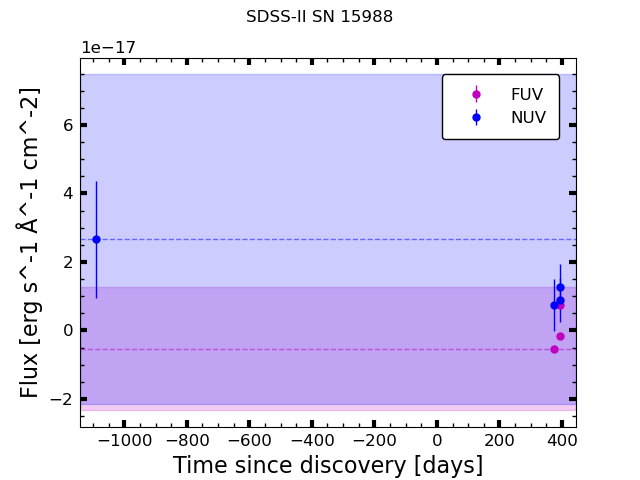 SDSS-II SN 15988
1e−17
FUV
NUV
6
4
2
0
−2
Flux [erg s^-1 Å^-1 cm^-2]
−1000 −800 −600 −400 −200 0 200 400
Time since discovery [days]